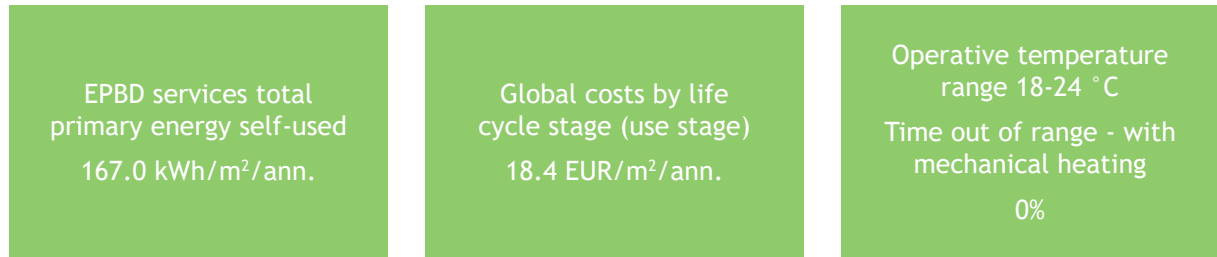 EPBD services total
primary energy self-used
167.0 kWh/m²/ann.
Global costs by life
cycle stage (use stage)
18.4 EUR/m²/ann.
Operative temperature
range 18-24 °C
Time out of range - with
mechanical heating
0%